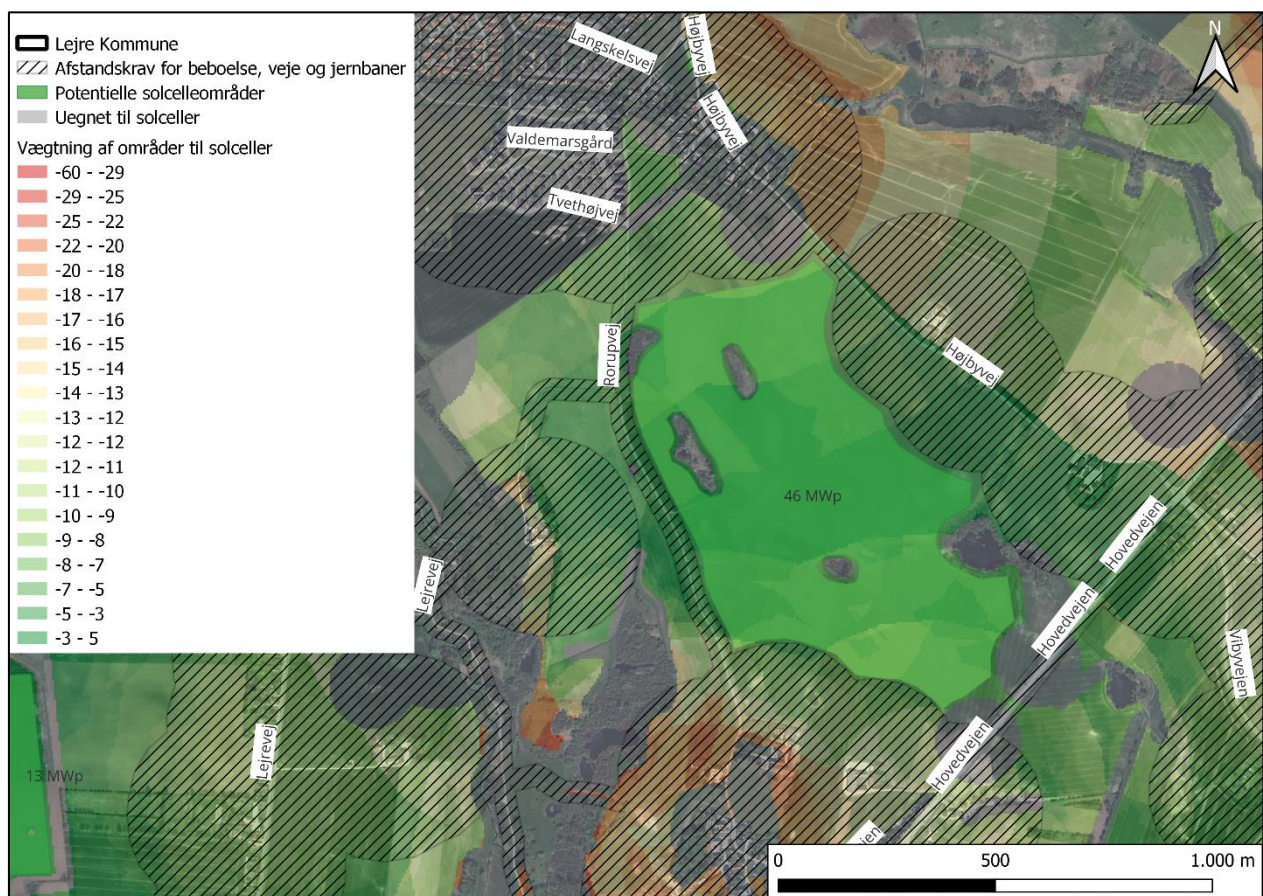 Lejre Kommune
Afstandskrav for beboelse, veje og jernbaner
Potentielle solcelleområder
Uegnet til solceller
Vægtning af områder til solceller
-60 - -29
-29 - -25
-25 - -22
-22 - -20
-20 - -18
-18 - -17
-17 - -16
-16 - -15
-15 - -14
-14 - -13
-13 - -12
-12 - -12
-12 - -11
-11 - -10
-10 - -9
-9 - -8
-8 - -7
-7 - -5
-5 - -3
-3 - 5
N
Langskelsvej
Højbyvej
Højbyvej
Valdemarsgård
Tvethøjvej
Rorupvej
Højbyvej
46 MWp
Hovedvejen
Lejrevej
Hovedvejen
Vibyvejen
Lejrevej
Hovedvejen
13 MWp
jen
0 500 1.000 m